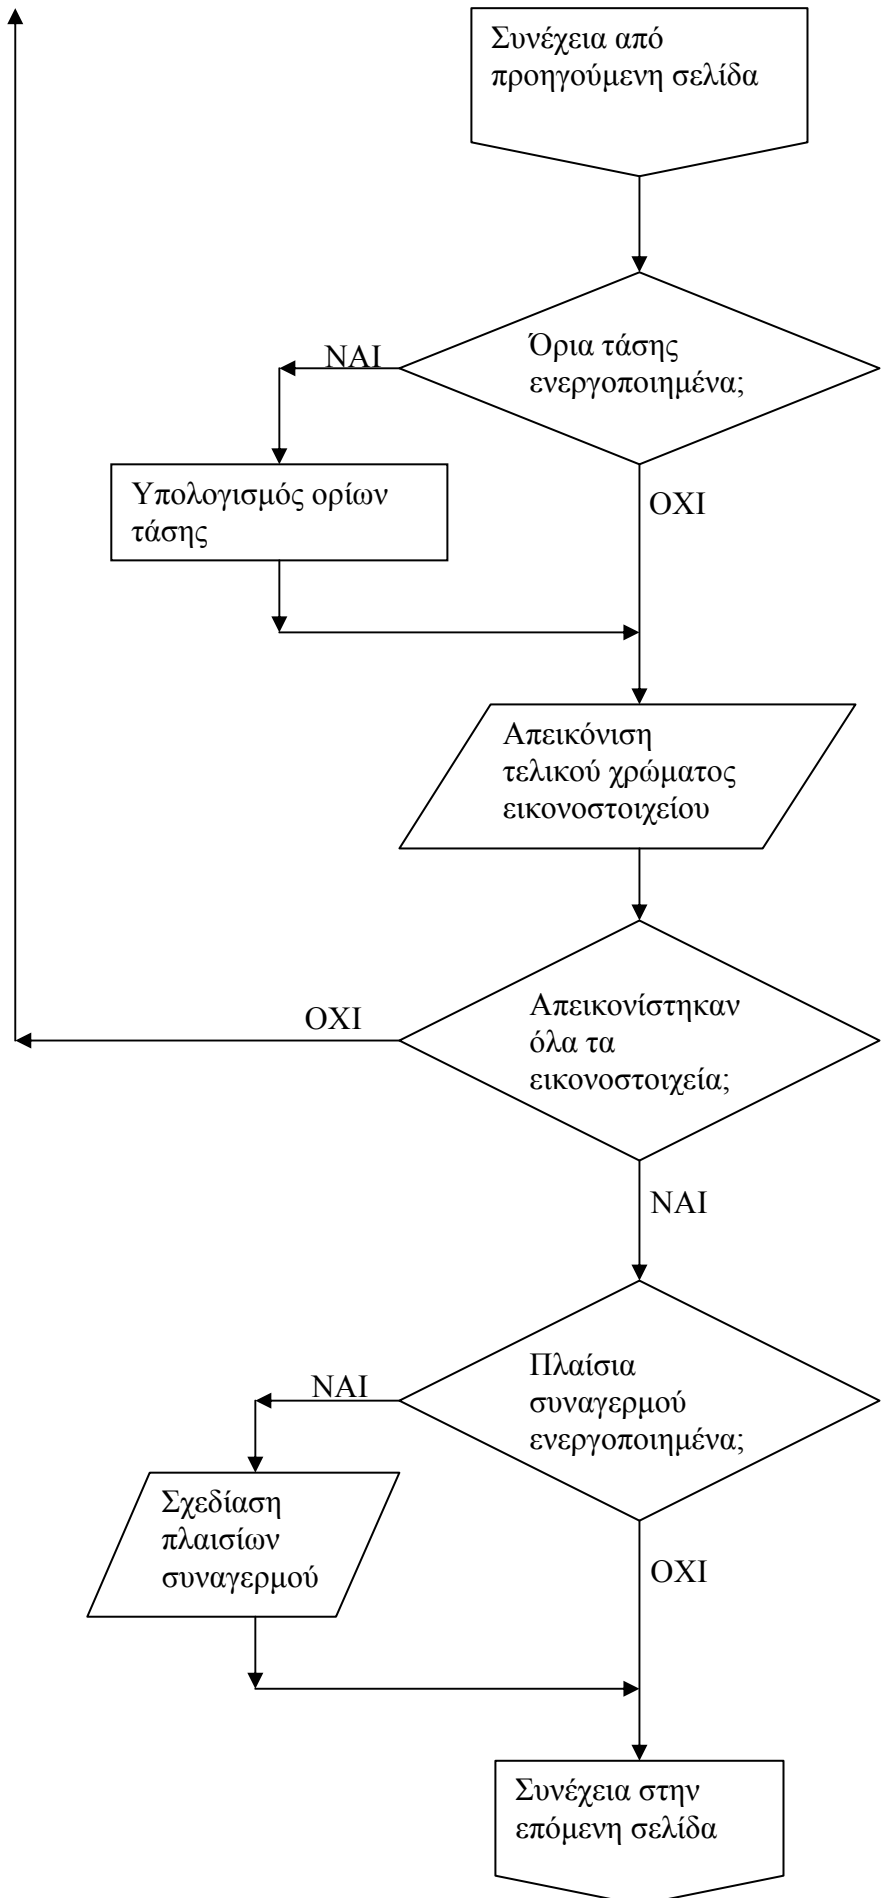 Συνέχεια από
προηγούμενη σελίδα
Όρια τάσης
ενεργοποιημένα;
ΝΑΙ
ΟΧΙ
Υπολογισμός ορίων
τάσης
Απεικόνιση
τελικού χρώματος
εικονοστοιχείου
Απεικονίστηκαν
όλα τα
εικονοστοιχεία;
ΟΧΙ
ΝΑΙ
Πλαίσια
συναγερμού
ενεργοποιημένα;
ΝΑΙ
ΟΧΙ
Σχεδίαση
πλαισίων
συναγερμού
Συνέχεια στην
επόμενη σελίδα